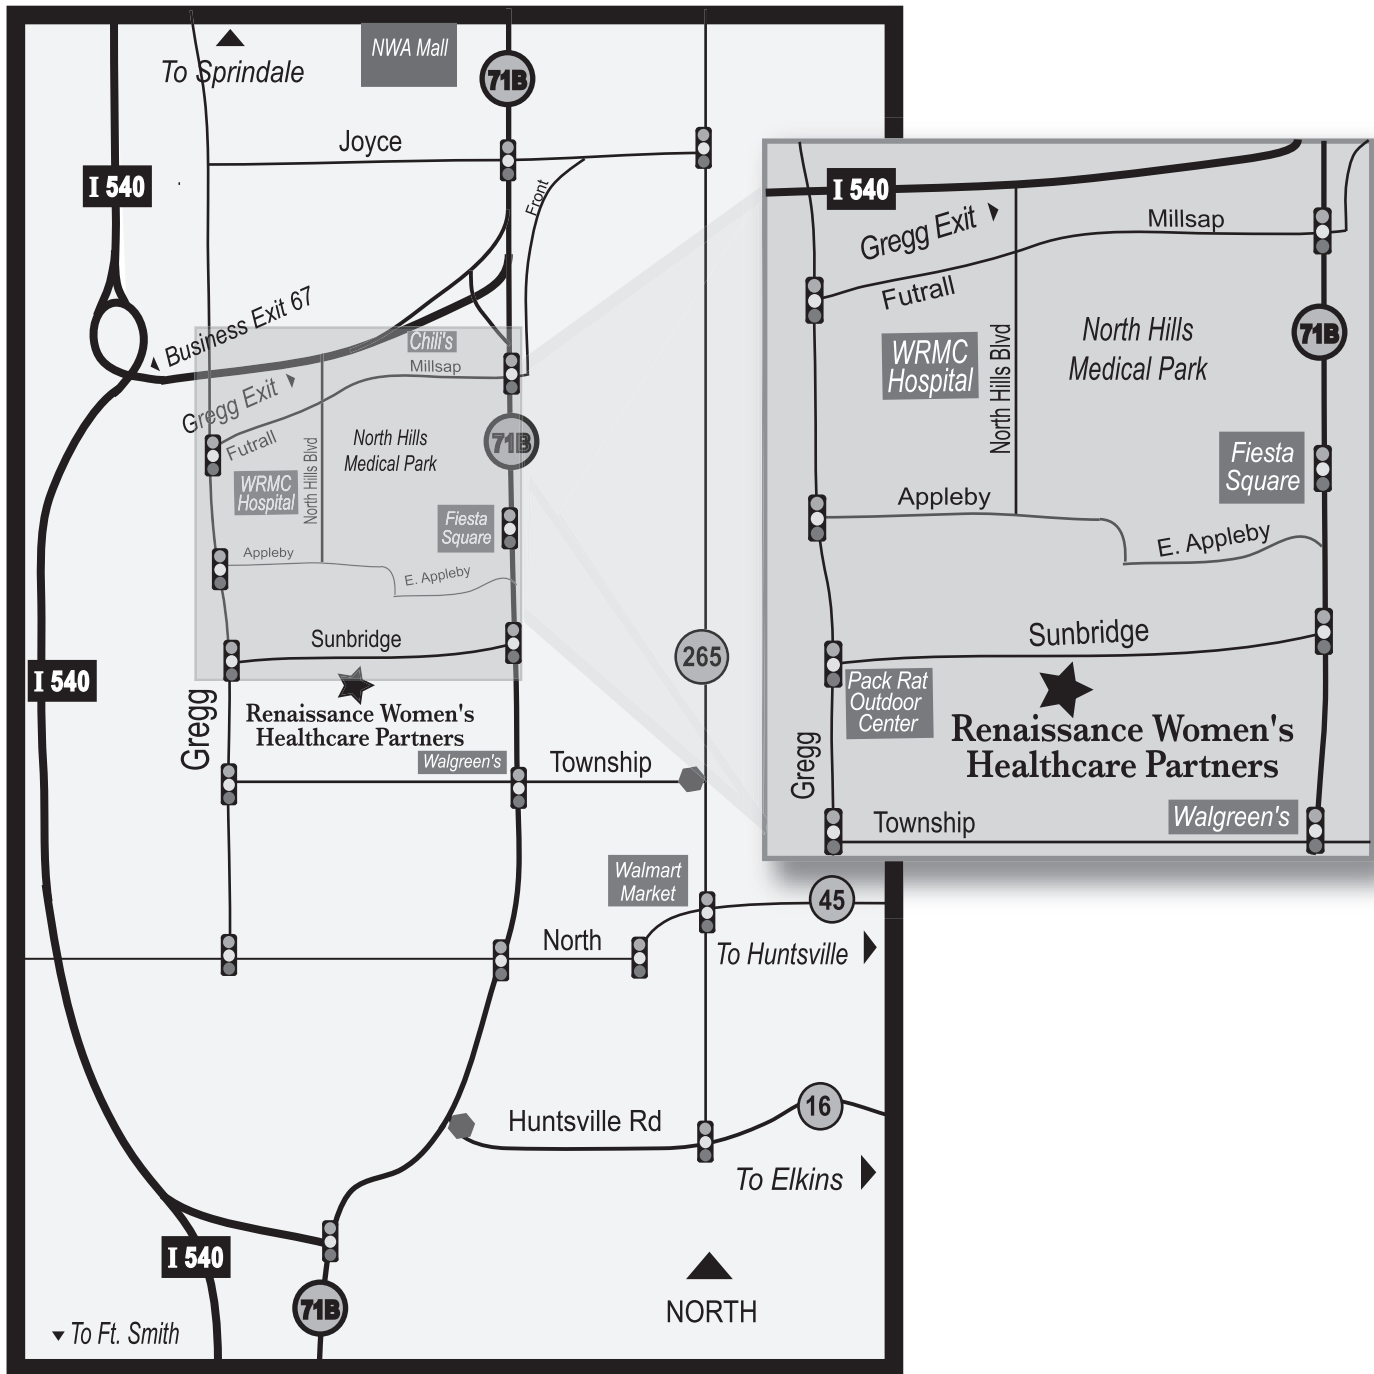 To Sprindale
NWA Mall
71B
Joyce
I 540
Front
Business Exit 67
Chili's
Millsap
Gregg Exit
Futrall
North Hills
Medical Park
71B
WRMC
Hospital
North Hills Blvd
Fiesta
Square
Appleby
E. Appleby
Sunbridge
265
I 540
Gregg
Renaissance Women's
Healthcare Partners
Walgreen's
Township
Walmart
Market
45
North
To Huntsville
Huntsville Rd
16
To Elkins
I 540
71B
NORTH
To Ft. Smith
I 540
Gregg Exit
Millsap
Futrall
North Hills
Medical Park
71B
WRMC
Hospital
North Hills Blvd
Fiesta
Square
Appleby
E. Appleby
Sunbridge
Pack Rat
Outdoor
Center
Renaissance Women's
Healthcare Partners
Gregg
Township
Walgreen's